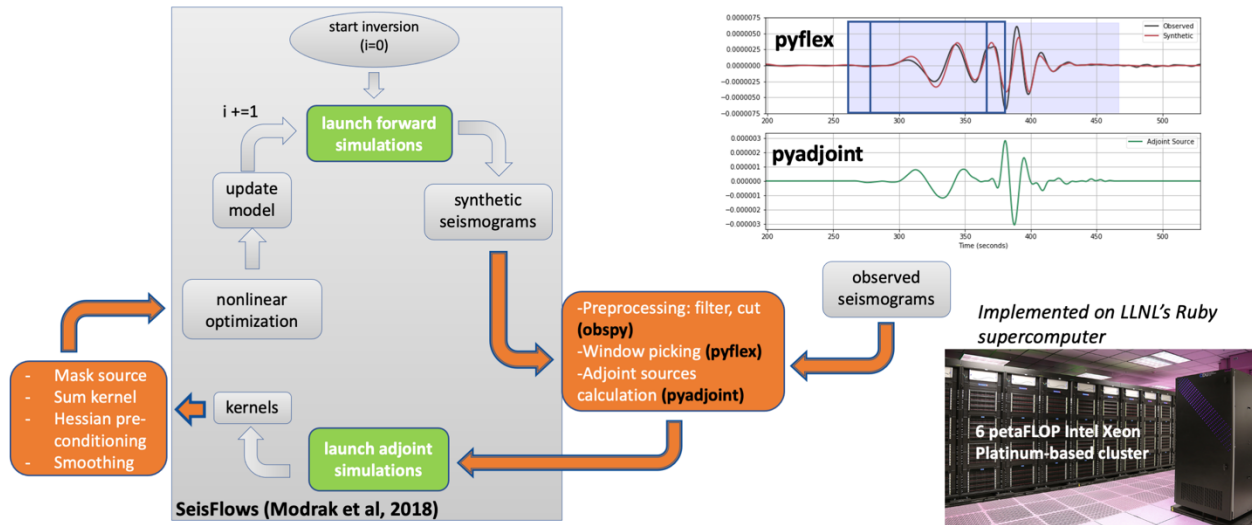 start inversion
(i=0)
i +=1
launch forward
simulations
update
model
synthetic
seismograms
nonlinear
optimization
- Mask source
- Sum kernel
- Hessian pre-
conditioning
- Smoothing
kernels
launch adjoint
simulations
SeisFlows (Modrak et al, 2018)
-Preprocessing: filter, cut
(obspy)
-Window picking (pyflex)
-Adjoint sources
calculation (pyadjoint)
observed
seismograms
pyflex
Observed
Synthetic
0.0000075
0.0000050
0.0000025
0.0000000
−0.0000025
−0.0000050
−0.0000075
200 250 300 350 400 450 500
pyadjoint
Adjoint Source
0.000003
0.000002
0.000001
0.000000
−0.000001
−0.000002
−0.000003
200 250 300 350 400 450 500
Time (seconds)
Implemented on LLNL's Ruby
supercomputer
6 petaFLOP Intel Xeon
Platinum-based cluster